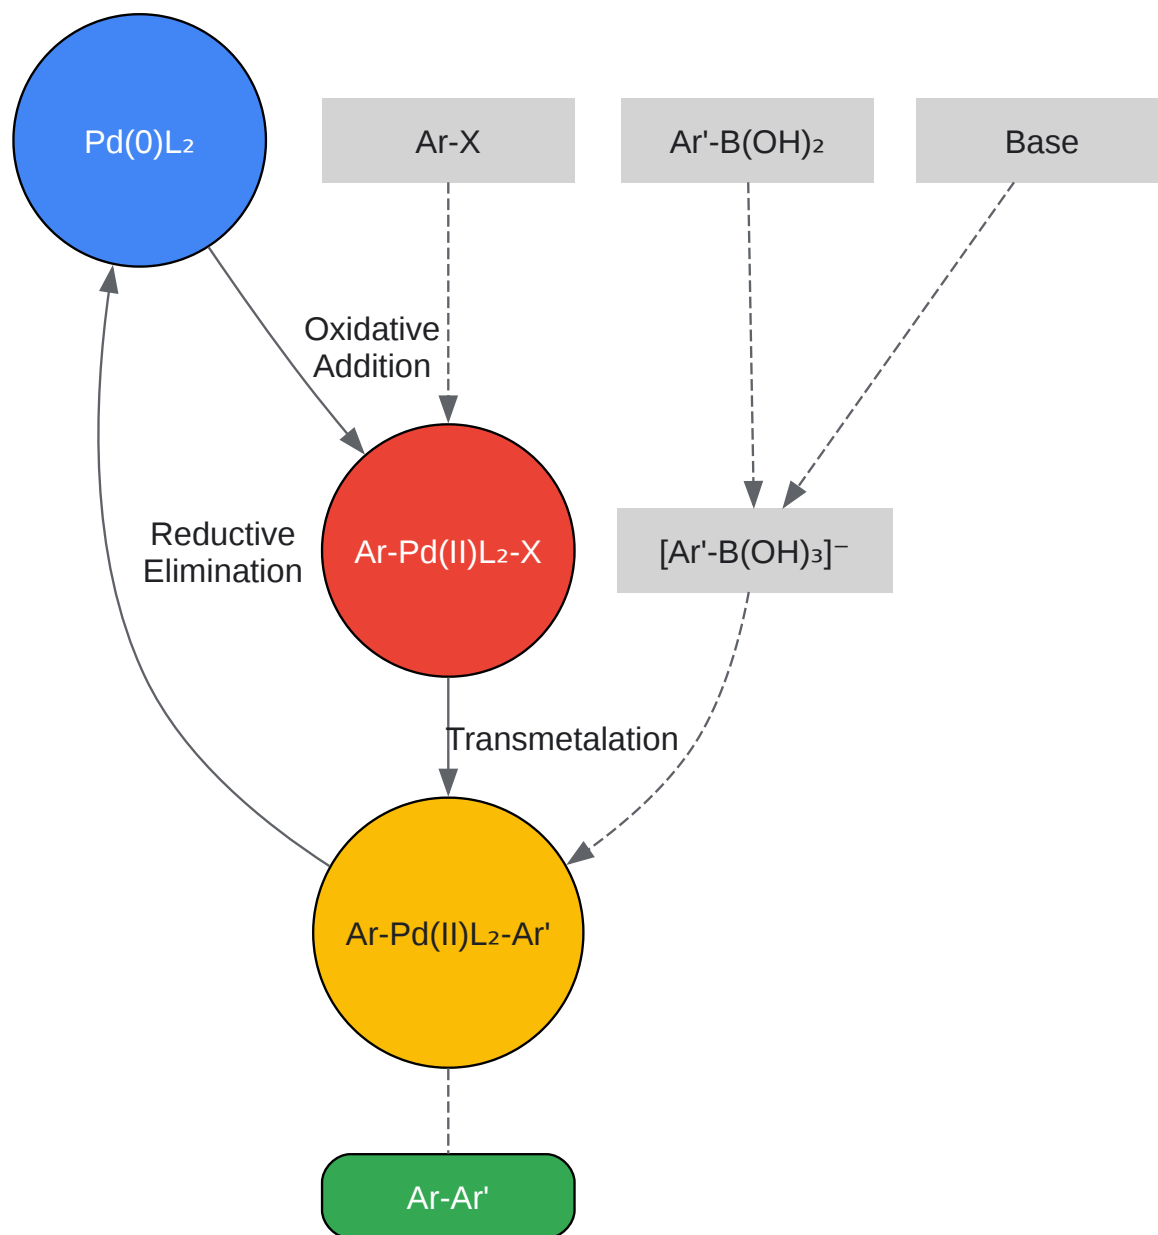 Pd(0)L₂
Ar-X
Ar'-B(OH)₂
Base
Oxidative
Addition
Reductive
Elimination
Ar-Pd(II)L₂-X
[Ar'-B(OH)₃]⁻
Transmetalation
Ar-Pd(II)L₂-Ar'
Ar-Ar'